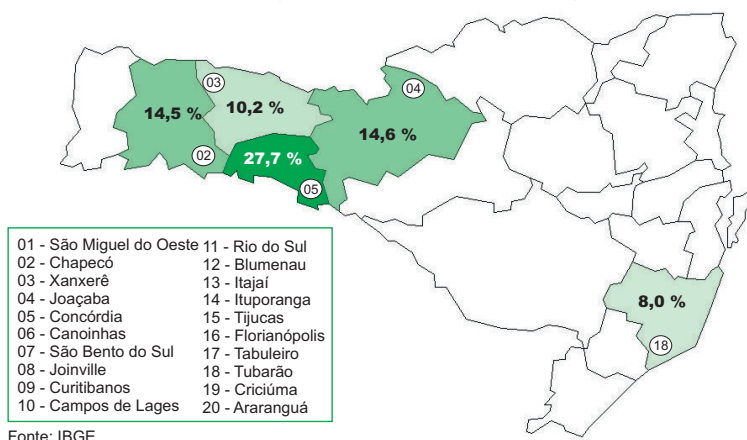 03
04
10,2 %
14,5 %
14,6 %
02
27,7 %
05
01 - São Miguel do Oeste
02 - Chapecó
03 - Xanxerê
04 - Joaçaba
05 - Concórdia
06 - Canoinhas
07 - São Bento do Sul
08 - Joinville
09 - Curitibanos
10 - Campos de Lages
11 - Rio do Sul
12 - Blumenau
13 - Itajaí
14 - Ituporanga
15 - Tijucas
16 - Florianópolis
17 - Tabuleiro
18 - Tubarão
19 - Criciúma
20 - Araranguá
8,0 %
18
Fonte: IBGE